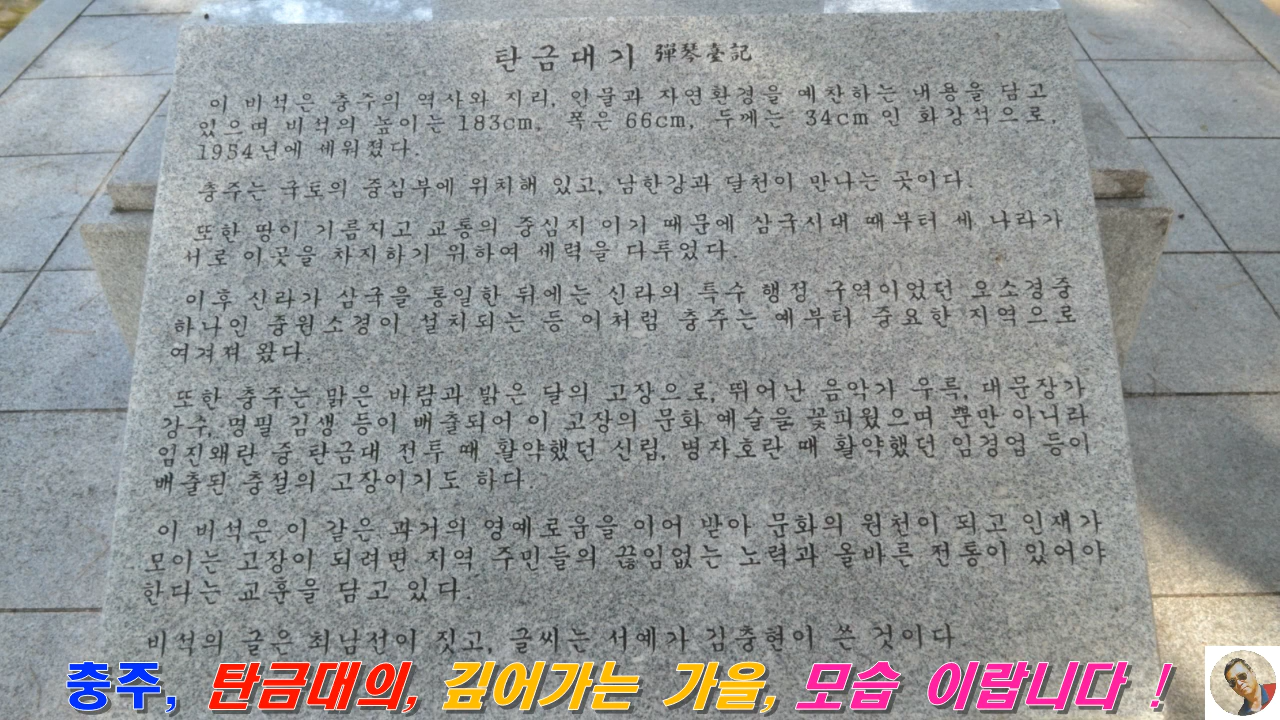 탄금대기 彈琴臺記
이 비석은 충주의 역사와 지리, 인물과 자연환경을 예찬하는 내용을 담고
있으며 비석의 높이는 183cm, 폭은 66cm, 두께는 34cm인 화강석으로,
1954년에 세워졌다.
충주는 국토의 중심부에 위치해 있고, 남한강과 달천이 만나는 곳이다.
또한 땅이 기름지고 교통의 중심지 이기 때문에 삼국시대 때부터 세 나라가
서로 이곳을 차지하기 위하여 세력을 다투었다.
이후 신라가 삼국을 통일한 뒤에는 신라의 특수 행정 구역이었던 오소경중
하나인 중원소경이 설치되는 등 이처럼 충주는 예부터 중요한 지역으로
여겨져 왔다.
또한 충주는 맑은 바람과 밝은 달의 고장으로, 뛰어난 음악가 우륵, 대문장가
강수, 명필 김생 등이 배출되어 이 고장의 문화 예술을 꽃피웠으며 뿐만 아니라
임진왜란 중 탄금대 전투 때 활약했던 신립, 병자호란 때 활약했던 임경업 등이
배출된 충절의 고장이기도 하다.
이 비석은 이 같은 과거의 영예로움을 이어 받아 문화의 원천이 되고 인재가
모이는 고장이 되려면 지역 주민들의 끊임없는 노력과 올바른 전통이 있어야
한다는 교훈을 담고 있다.
비석의 글은 최남선이 짓고, 글씨는 서예가 김충현이 쓴 것이다
충주, 탄금대의, 깊어가는 가을, 모습 이랍니다 !